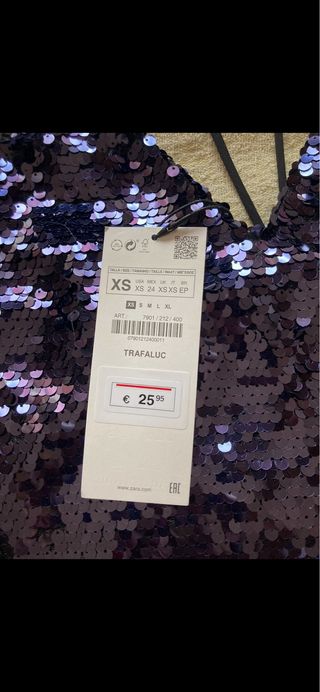 XS
USA MEX UK IT BR
XS 24 XS XS EP
XS S M L XL
ART.: 7901 / 212 / 400
07901212400011
TRAFALUC
€ 25.95
www.zara.com
EAC